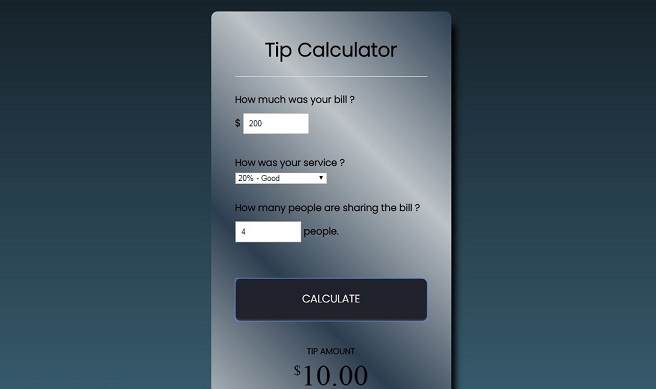 Tip Calculator
How much was your bill ?
$ 200
How was your service ?
20% - Good
How many people are sharing the bill ?
4 people.
CALCULATE
TIP AMOUNT
$10.00